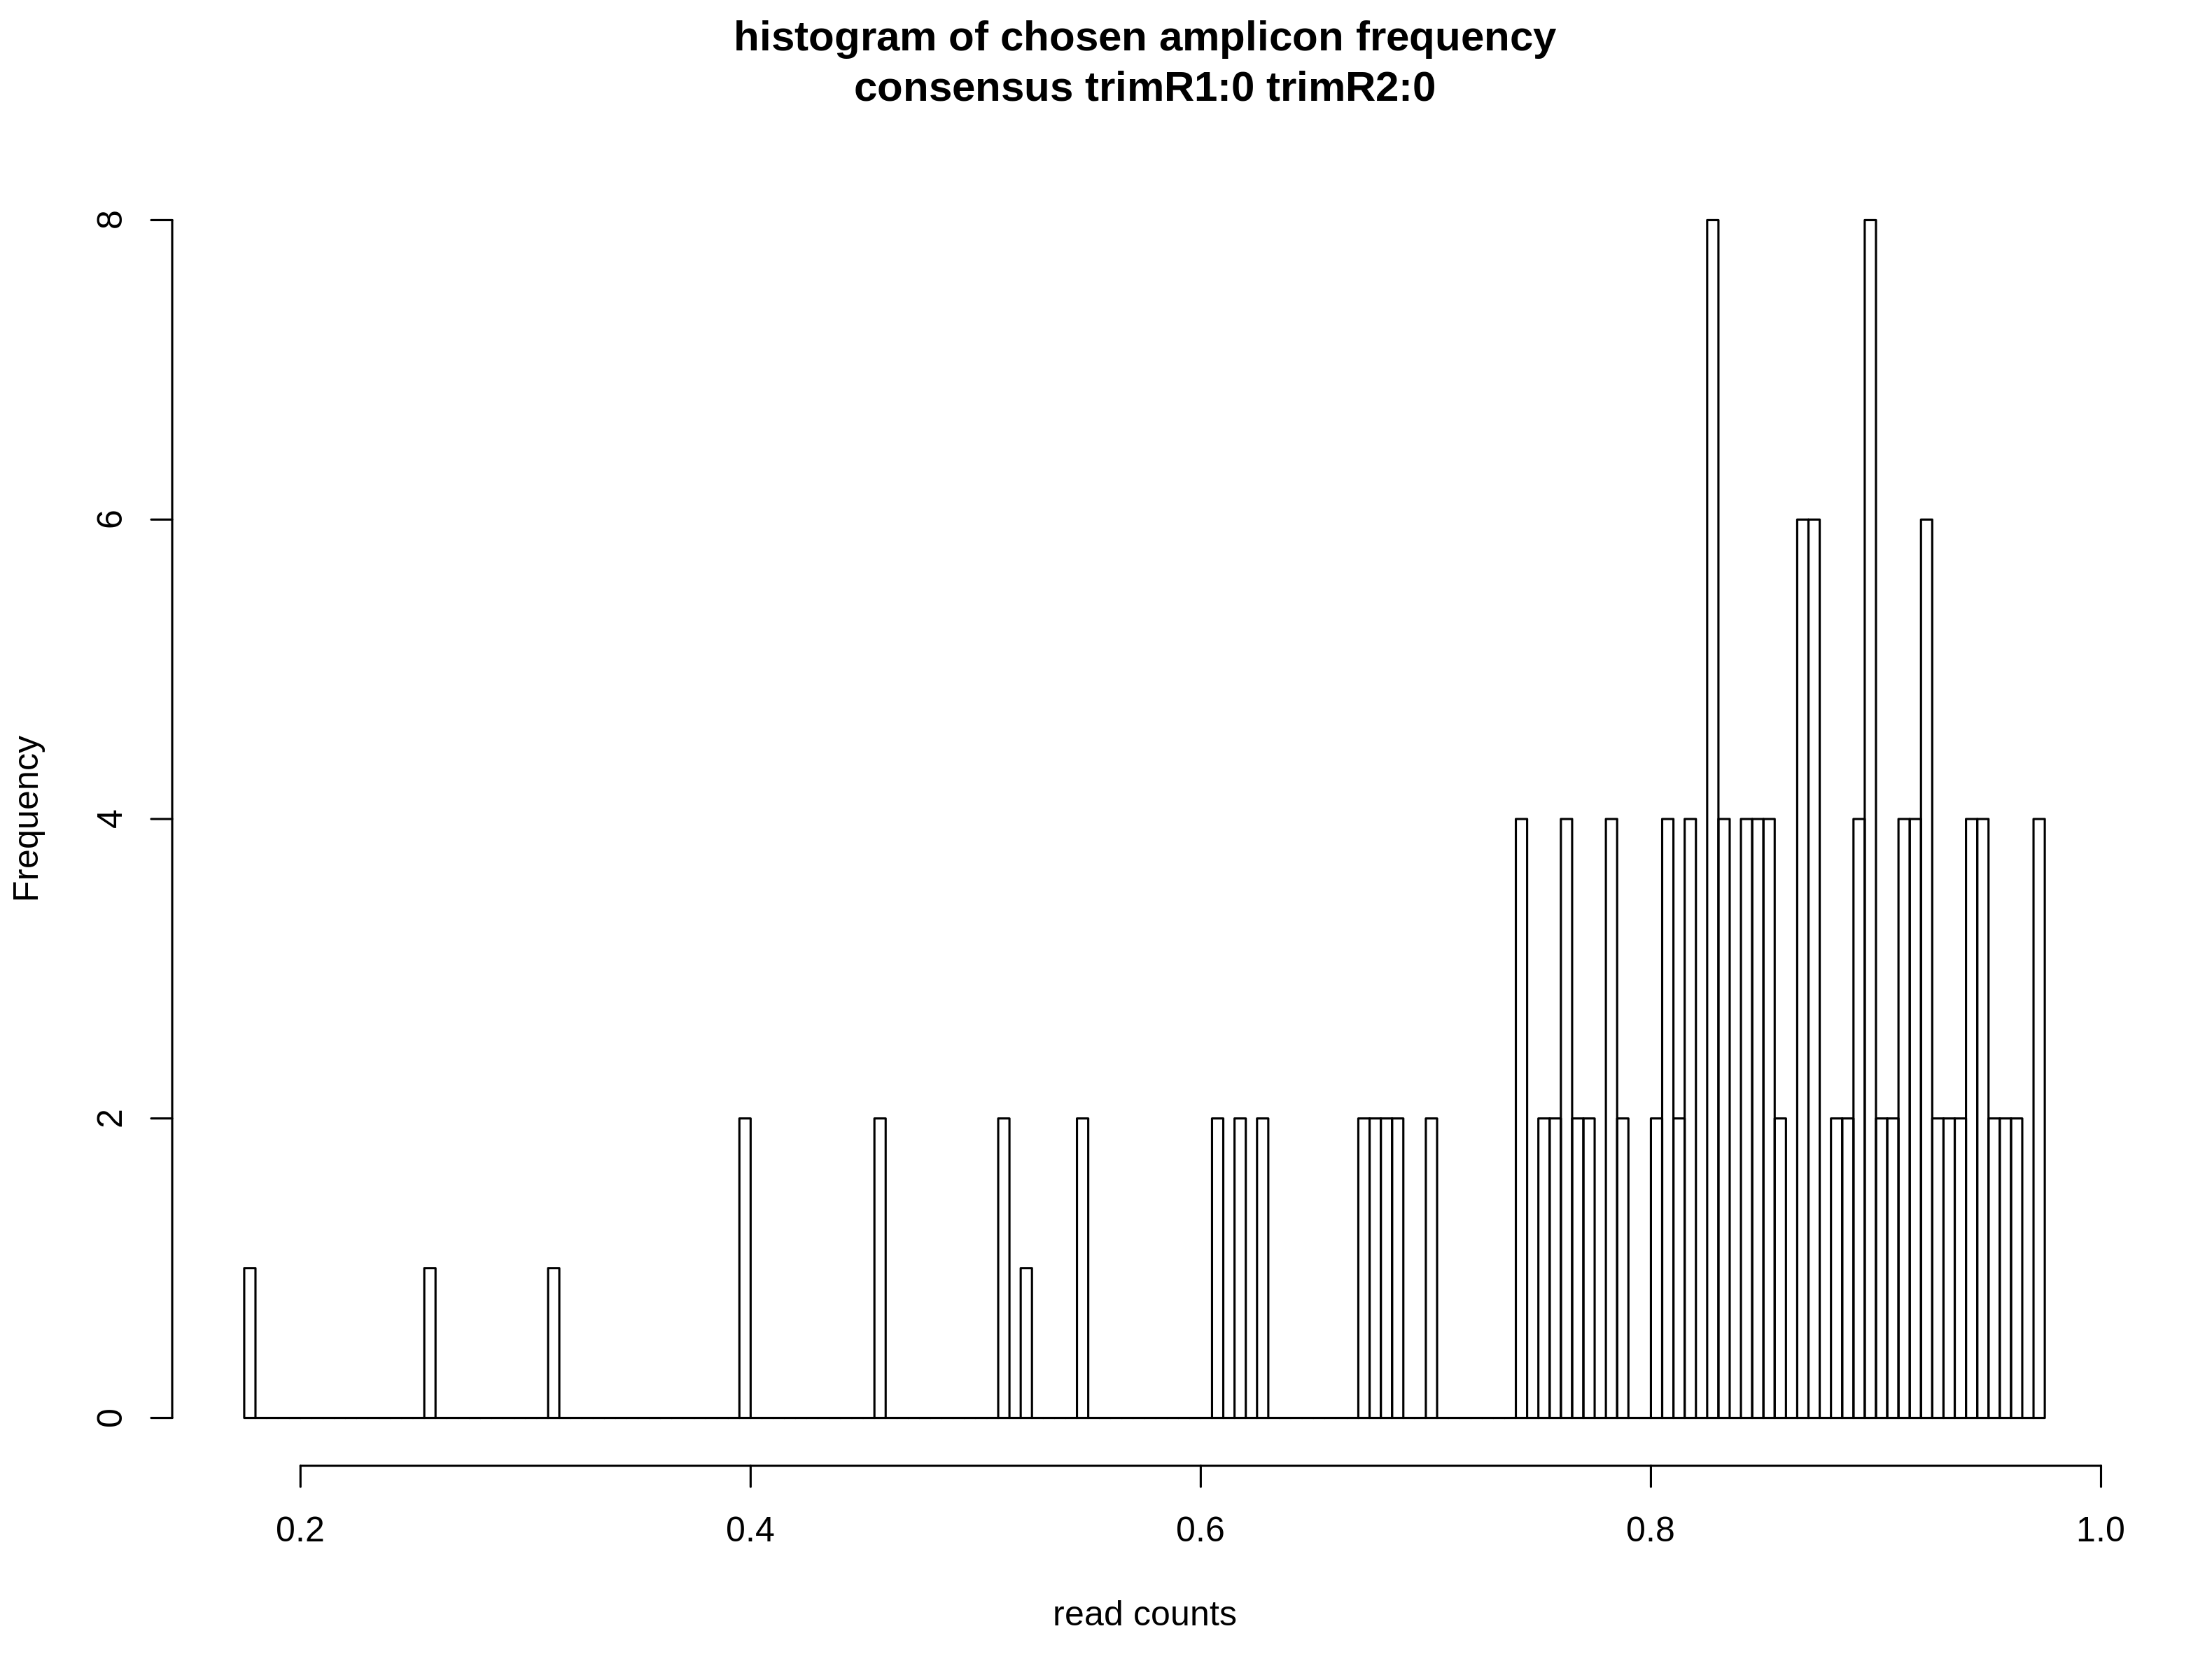 histogram of chosen amplicon frequency
consensus trimR1:0 trimR2:0
8
6
4
2
0
Frequency
0.2 0.4 0.6 0.8 1.0
read counts